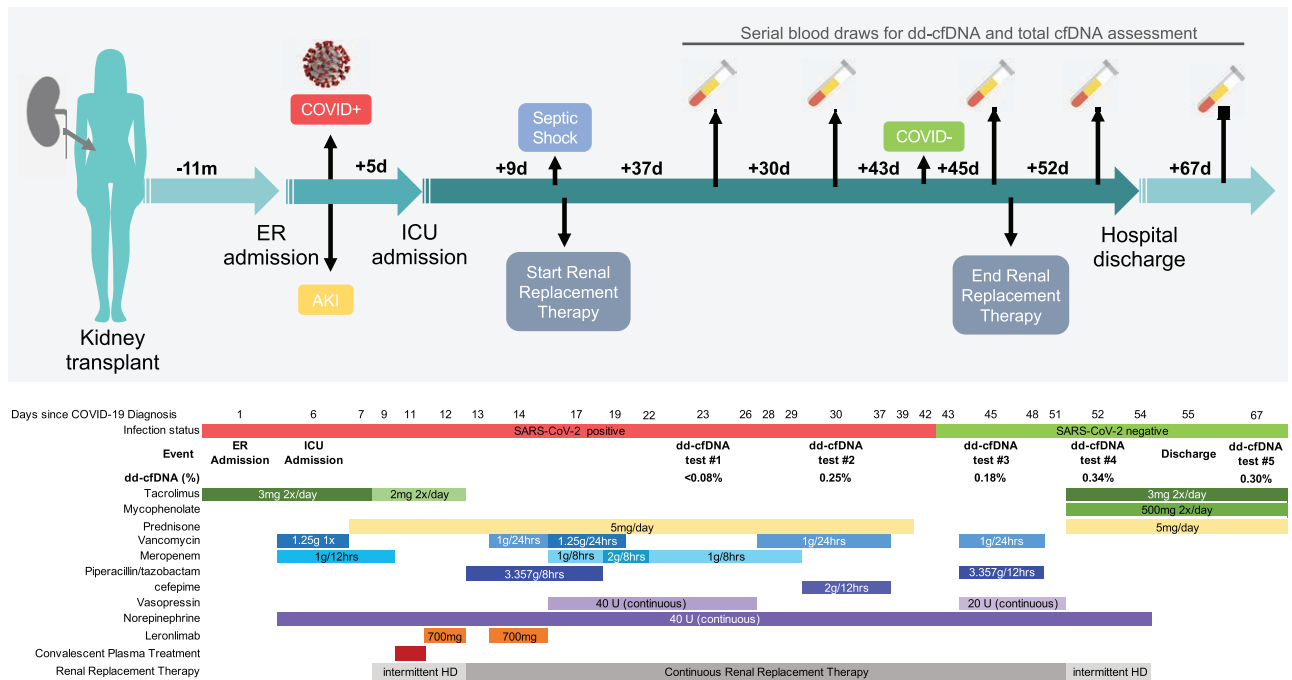 Serial blood draws for dd-cfDNA and total cfDNA assessment
COVID+
Septic
Shock
COVID-
-11m
+5d
+9d
+37d
+30d
+43d
+45d
+52d
+67d
ER
admission
ICU
admission
Hospital
discharge
AKI
Start Renal
Replacement
Therapy
End Renal
Replacement
Therapy
Kidney
transplant
Days since COVID-19 Diagnosis 1 6 7 9 11 12 13 14 17 19 22 23 26 28 29 30 37 39 42 43 45 48 51 52 54 55 67
Infection status SARS-CoV-2 positive SARS-CoV-2 negative
Event
ER
Admission
ICU
Admission
dd-cfDNA
test #1
dd-cfDNA
test #2
dd-cfDNA
test #3
dd-cfDNA
test #4
Discharge
dd-cfDNA
test #5
dd-cfDNA (%) <0.08% 0.25% 0.18% 0.34% 0.30%
Tacrolimus 3mg 2x/day 2mg 2x/day 3mg 2x/day
Mycophenolate 500mg 2x/day
Prednisone 5mg/day 5mg/day
Vancomycin 1.25g 1x 1g/24hrs 1.25g/24hrs 1g/24hrs 1g/24hrs
Meropenem 1g/12hrs 1g/8hrs 2g/8hrs 1g/8hrs
Piperacillin/tazobactam 3.357g/8hrs 3.357g/12hrs
cefepime 2g/12hrs
Vasopressin 40 U (continuous) 20 U (continuous)
Norepinephrine 40 U (continuous)
Leronlimab 700mg 700mg
Convalescent Plasma Treatment
Renal Replacement Therapy intermittent HD Continuous Renal Replacement Therapy intermittent HD